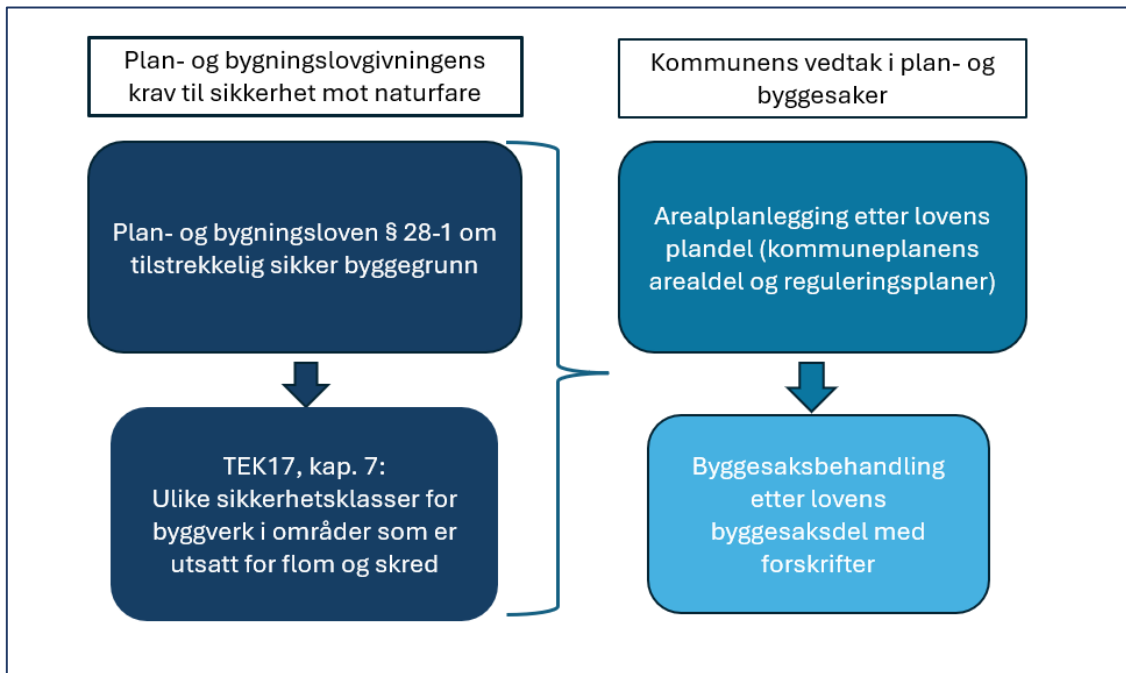 Plan- og bygningslovgivningens
krav til sikkerhet mot naturfare
Plan- og bygningsloven § 28-1 om
tilstrekkelig sikker byggegrunn
TEK17, kap. 7:
Ulike sikkerhetsklasser for
byggverk i områder som er
utsatt for flom og skred
Kommunens vedtak i plan- og
byggesaker
Arealplanlegging etter lovens
plandel (kommuneplanens
arealdel og reguleringsplaner)
Byggesaksbehandling
etter lovens
byggesaksdel med
forskrifter